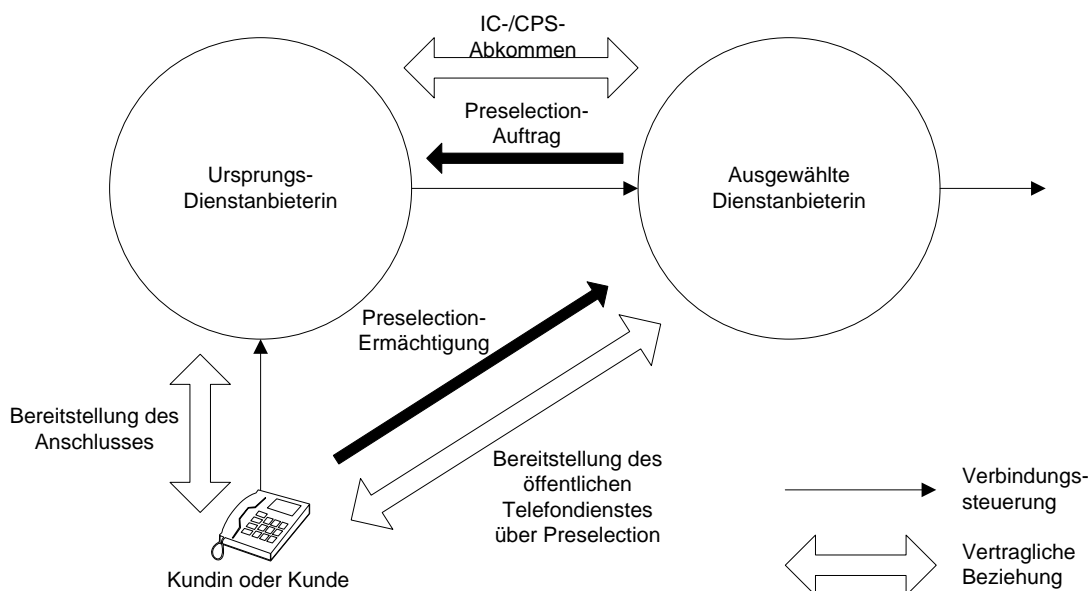 IC-/CPS-
Abkommen
Preselection-
Auftrag
Ursprungs-
Dienstanbieterin
Ausgewählte
Dienstanbieterin
Preselection-
Ermächtigung
Bereitstellung des
Anschlusses
Bereitstellung des
öffentlichen
Telefondienstes
über Preselection
Kundin oder Kunde
Verbindungs-
steuerung
Vertragliche
Beziehung